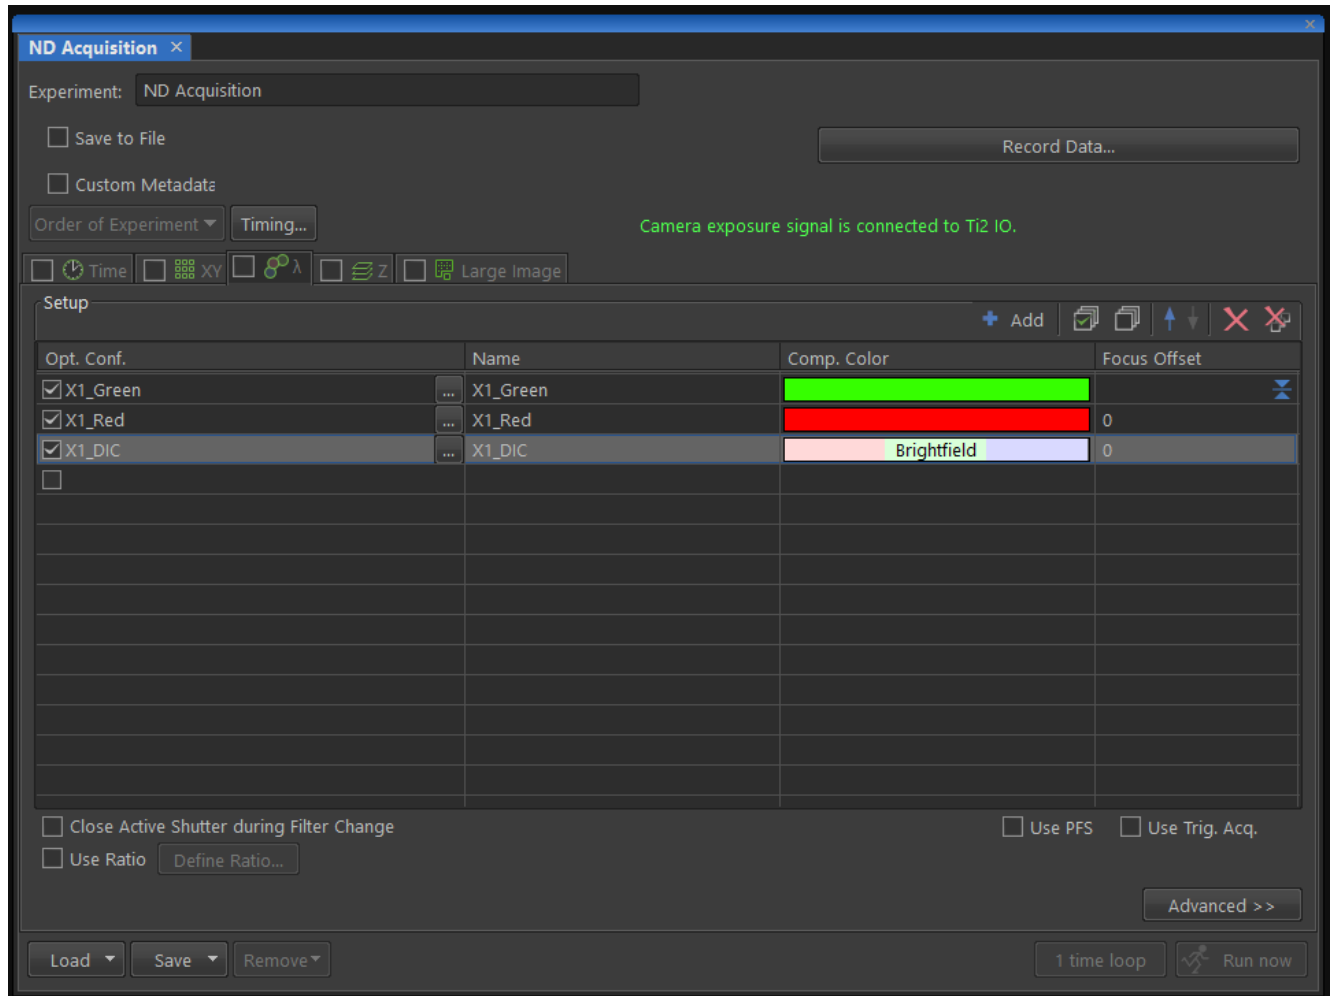 ND Acquisition ×
Experiment: ND Acquisition
Save to File
Record Data...
Custom Metadata
Order of Experiment Timing... Camera exposure signal is connected to Ti2 IO.
Time XY λ Z Large Image
Setup
Add
Opt. Conf. Name Comp. Color Focus Offset
X1_Green ... X1_Green
X1_Red ... X1_Red 0
X1_DIC ... X1_DIC Brightfield 0
Close Active Shutter during Filter Change Use PFS Use Trig. Acq.
Use Ratio Define Ratio...
Advanced >>
Load Save Remove 1 time loop Run now